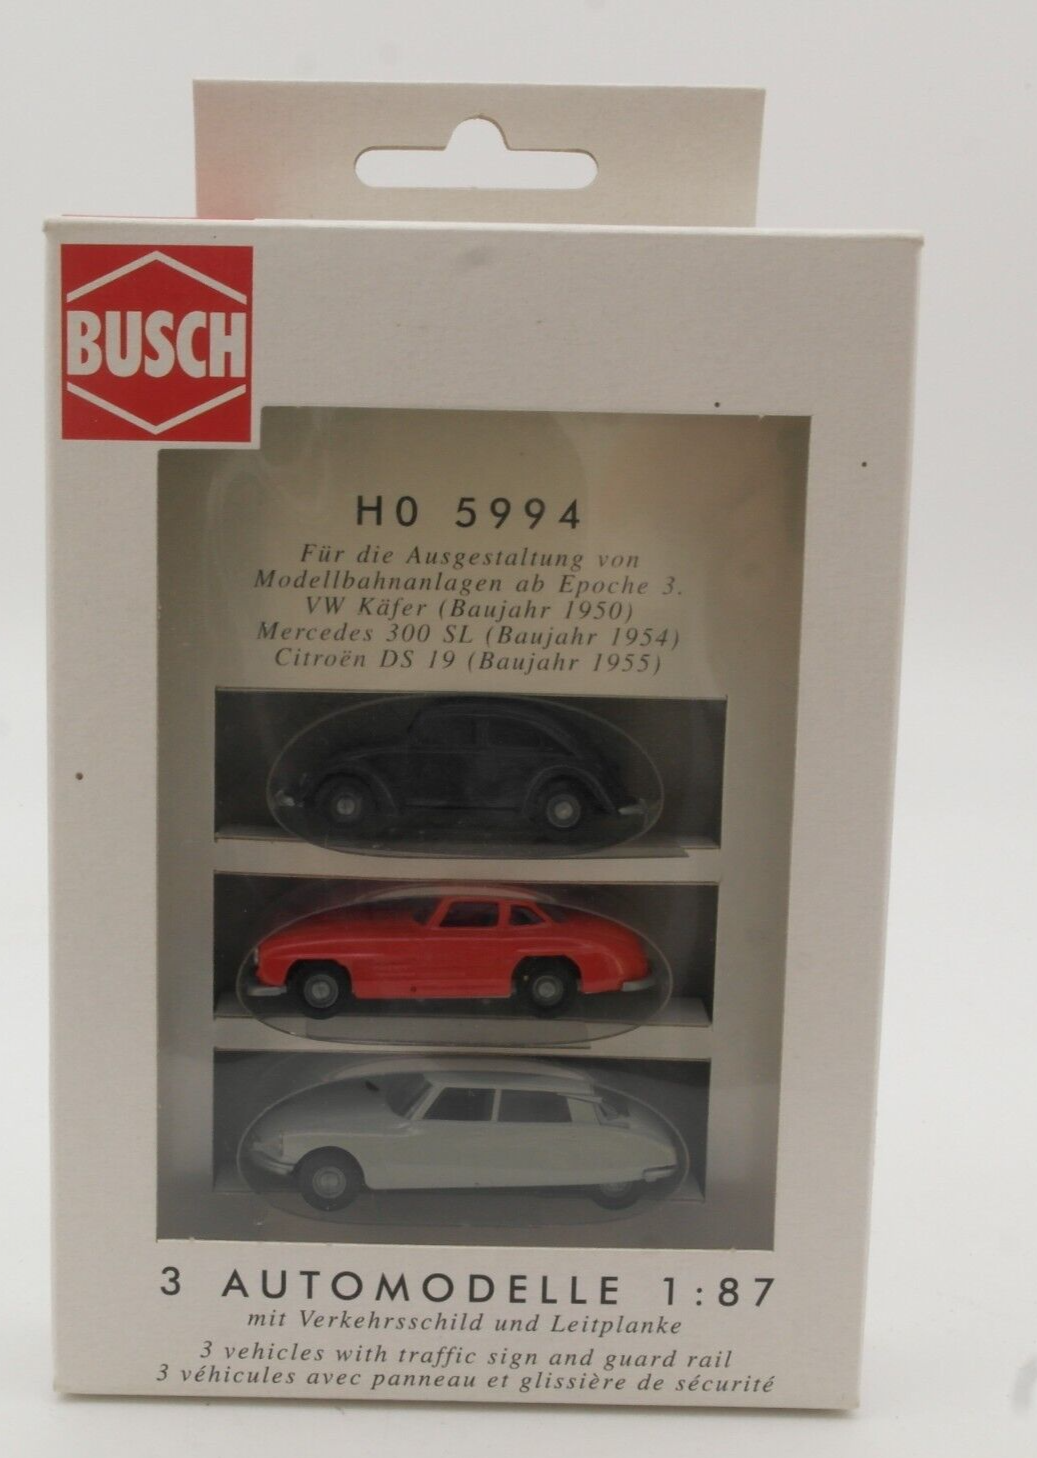 BUSCH
H0 5994
Für die Ausgestaltung von
Modellbahnanlagen ab Epoche 3.
VW Käfer (Baujahr 1950)
Mercedes 300 SL (Baujahr 1954)
Citroën DS 19 (Baujahr 1955)
3 AUTOMODELLE 1:87
mit Verkehrsschild und Leitplanke
3 vehicles with traffic sign and guard rail
3 véhicules avec panneau et glissière de sécurité